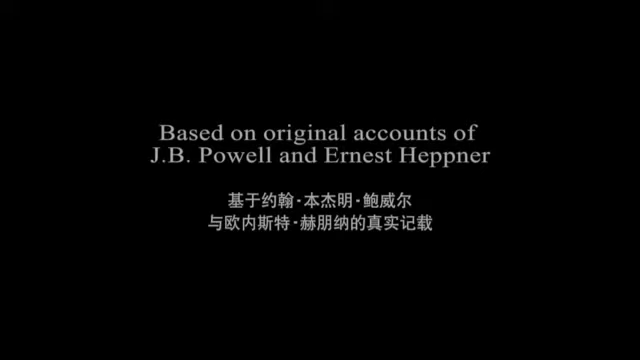 Based on original accounts of
J.B. Powell and Ernest Heppner
基于约翰·本杰明·鲍威尔
与欧内斯特·赫朋纳的真实记载